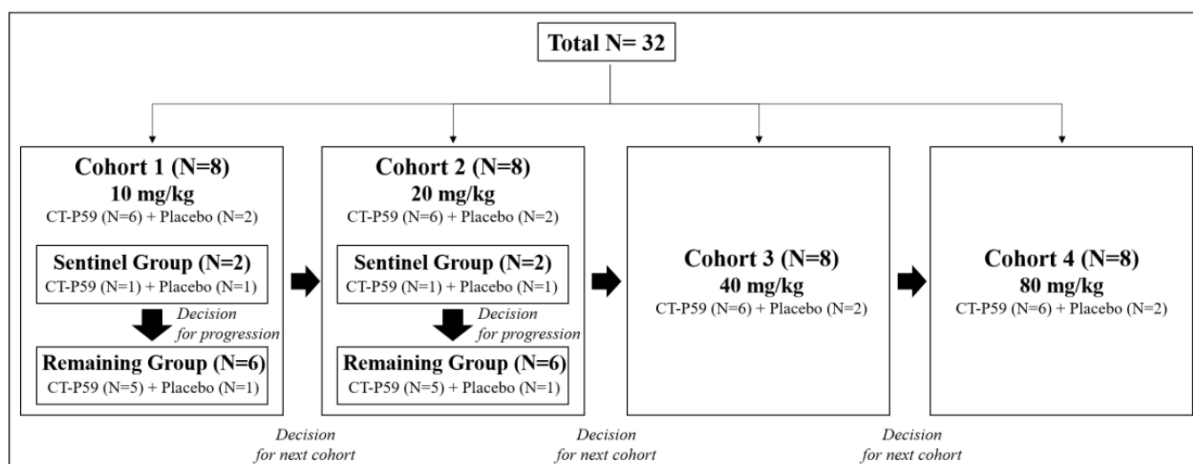 Total N= 32
Cohort 1 (N=8)
10 mg/kg
CT-P59 (N=6) + Placebo (N=2)
Sentinel Group (N=2)
CT-P59 (N=1) + Placebo (N=1)
Decision
for progression
Remaining Group (N=6)
CT-P59 (N=5) + Placebo (N=1)
Decision
for next cohort
Cohort 2 (N=8)
20 mg/kg
CT-P59 (N=6) + Placebo (N=2)
Sentinel Group (N=2)
CT-P59 (N=1) + Placebo (N=1)
Decision
for progression
Remaining Group (N=6)
CT-P59 (N=5) + Placebo (N=1)
Decision
for next cohort
Cohort 3 (N=8)
40 mg/kg
CT-P59 (N=6) + Placebo (N=2)
Decision
for next cohort
Cohort 4 (N=8)
80 mg/kg
CT-P59 (N=6) + Placebo (N=2)